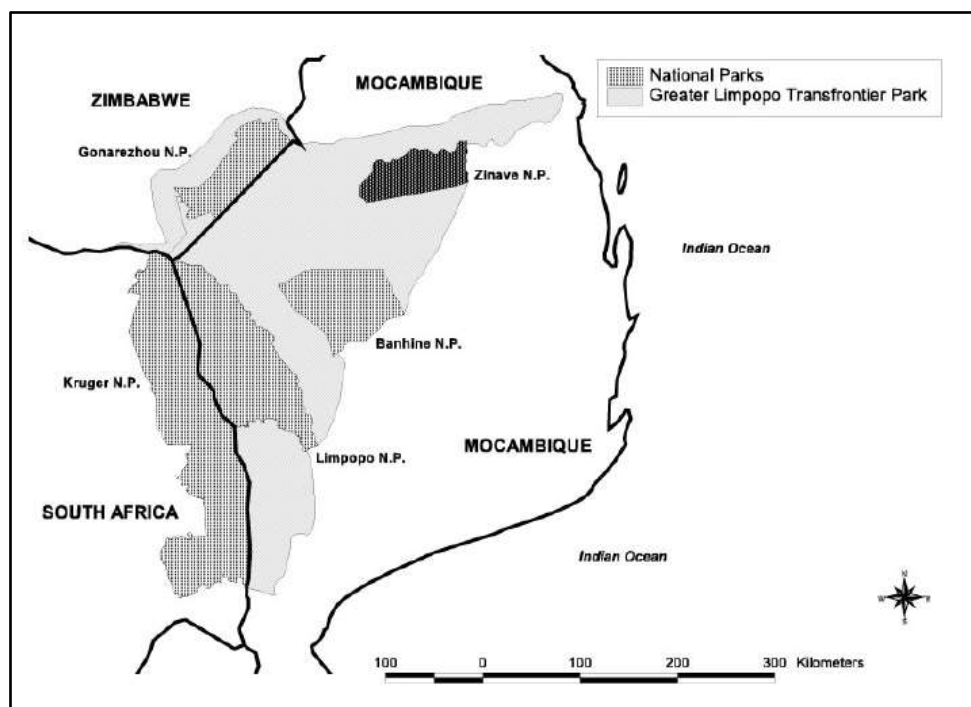 MOCAMBIQUE
National Parks
Greater Limpopo Transfrontier Park
ZIMBABWE
Gonarezhou N.P.
Zinave N.P.
Indian Ocean
Banhine N.P.
Kruger N.P.
MOCAMBIQUE
Limpopo N.P.
SOUTH AFRICA
Indian Ocean
N
W E
S
100 0 100 200 300 Kilometers